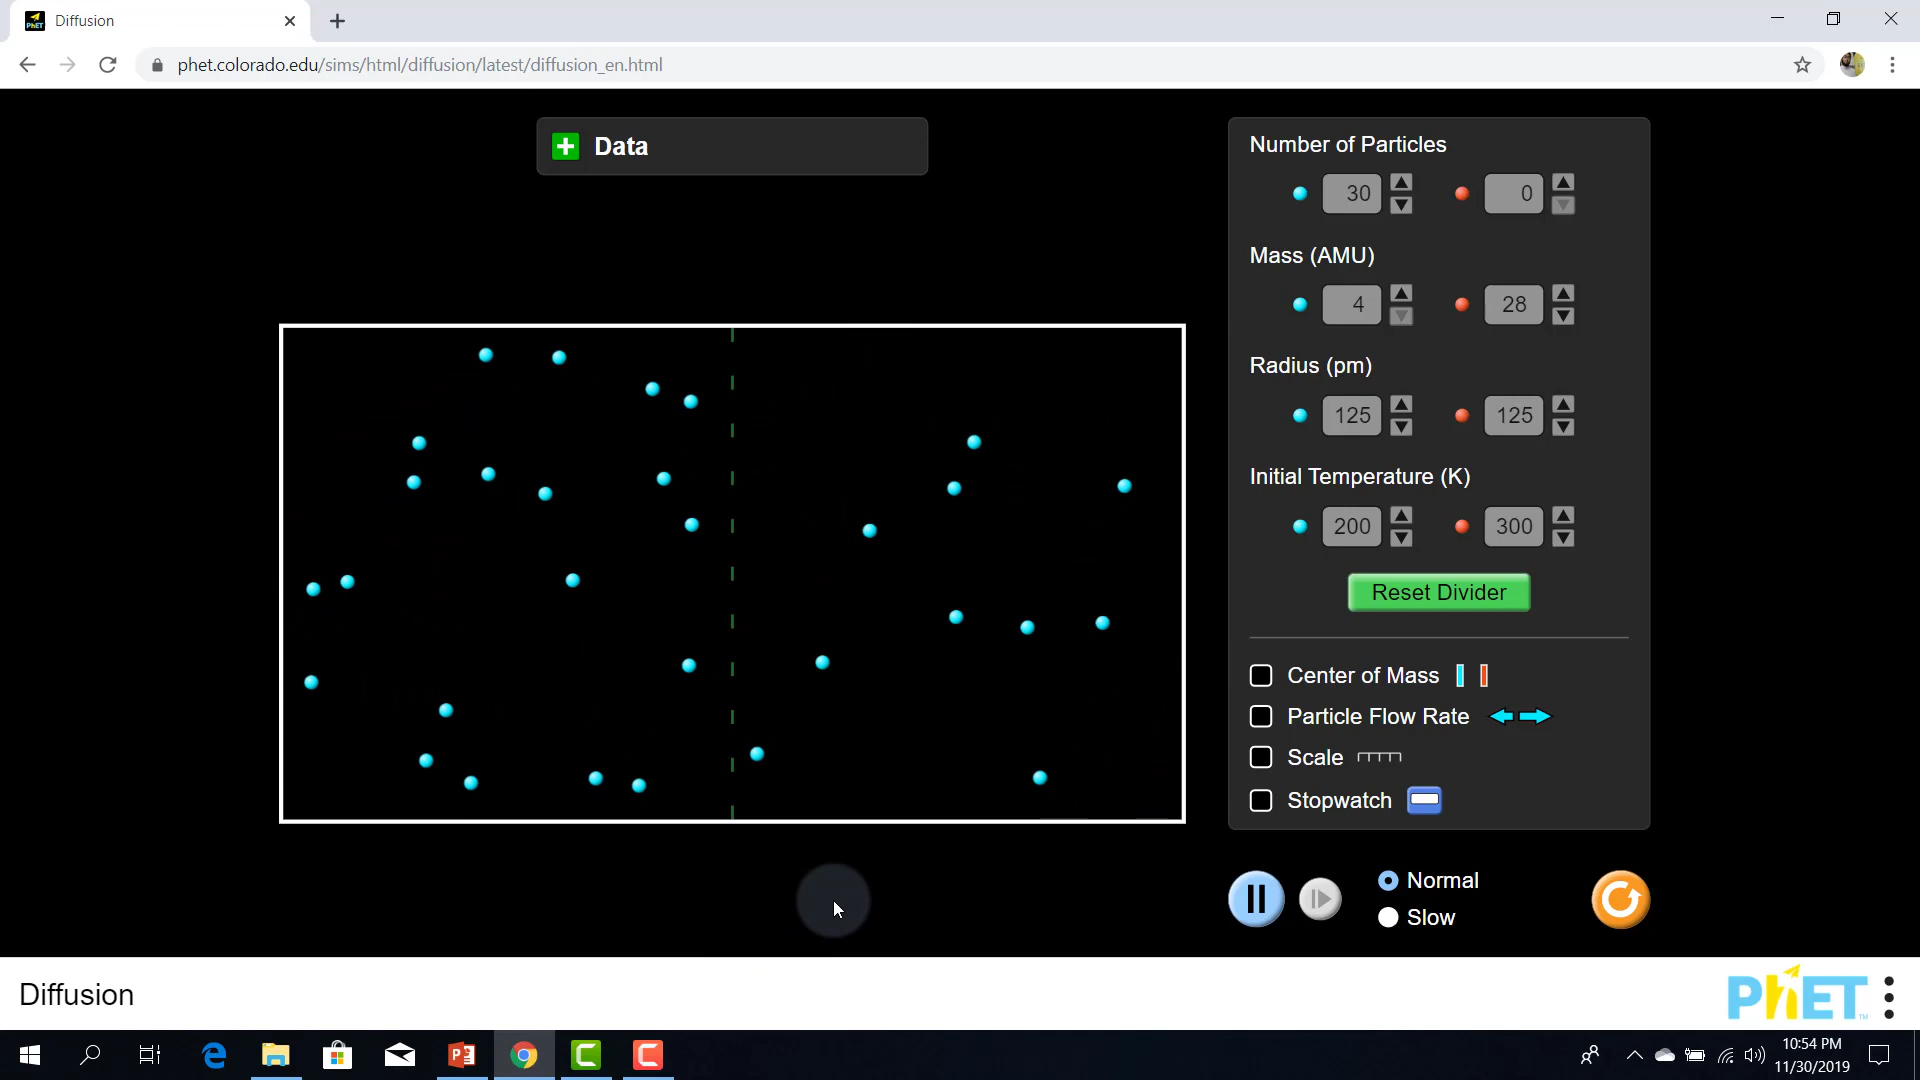 Diffusion
phet.colorado.edu/sims/html/diffusion/latest/diffusion_en.html
Data
Number of Particles
30 0
Mass (AMU)
4 28
Radius (pm)
125 125
Initial Temperature (K)
200 300
Reset Divider
Center of Mass
Particle Flow Rate
Scale
Stopwatch
Normal
Slow
Diffusion
PhET
10:54 PM
11/30/2019